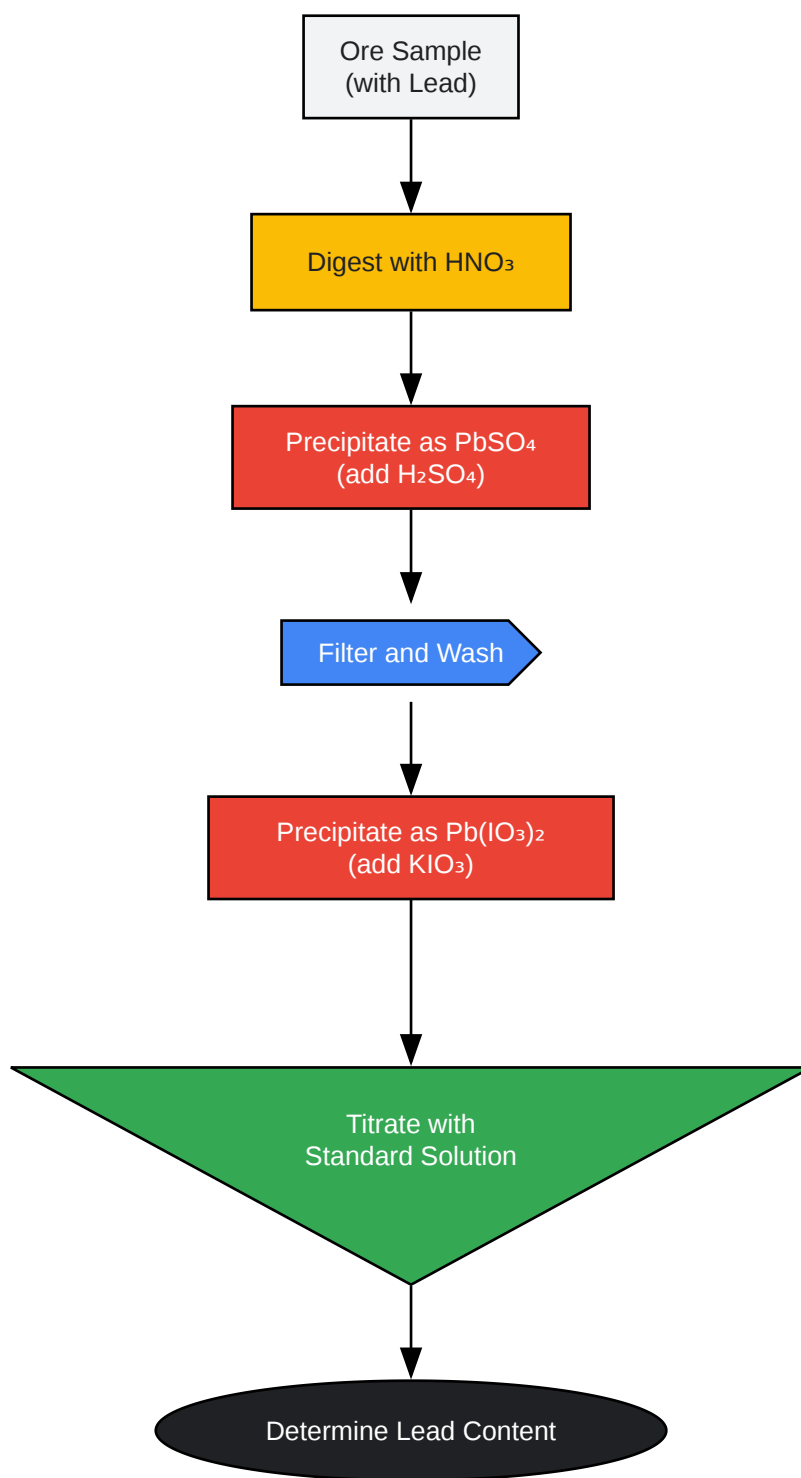 Ore Sample
(with Lead)
Digest with HNO₃
Precipitate as PbSO₄
(add H₂SO₄)
Filter and Wash
Precipitate as Pb(IO₃)₂
(add KIO₃)
Titrate with
Standard Solution
Determine Lead Content